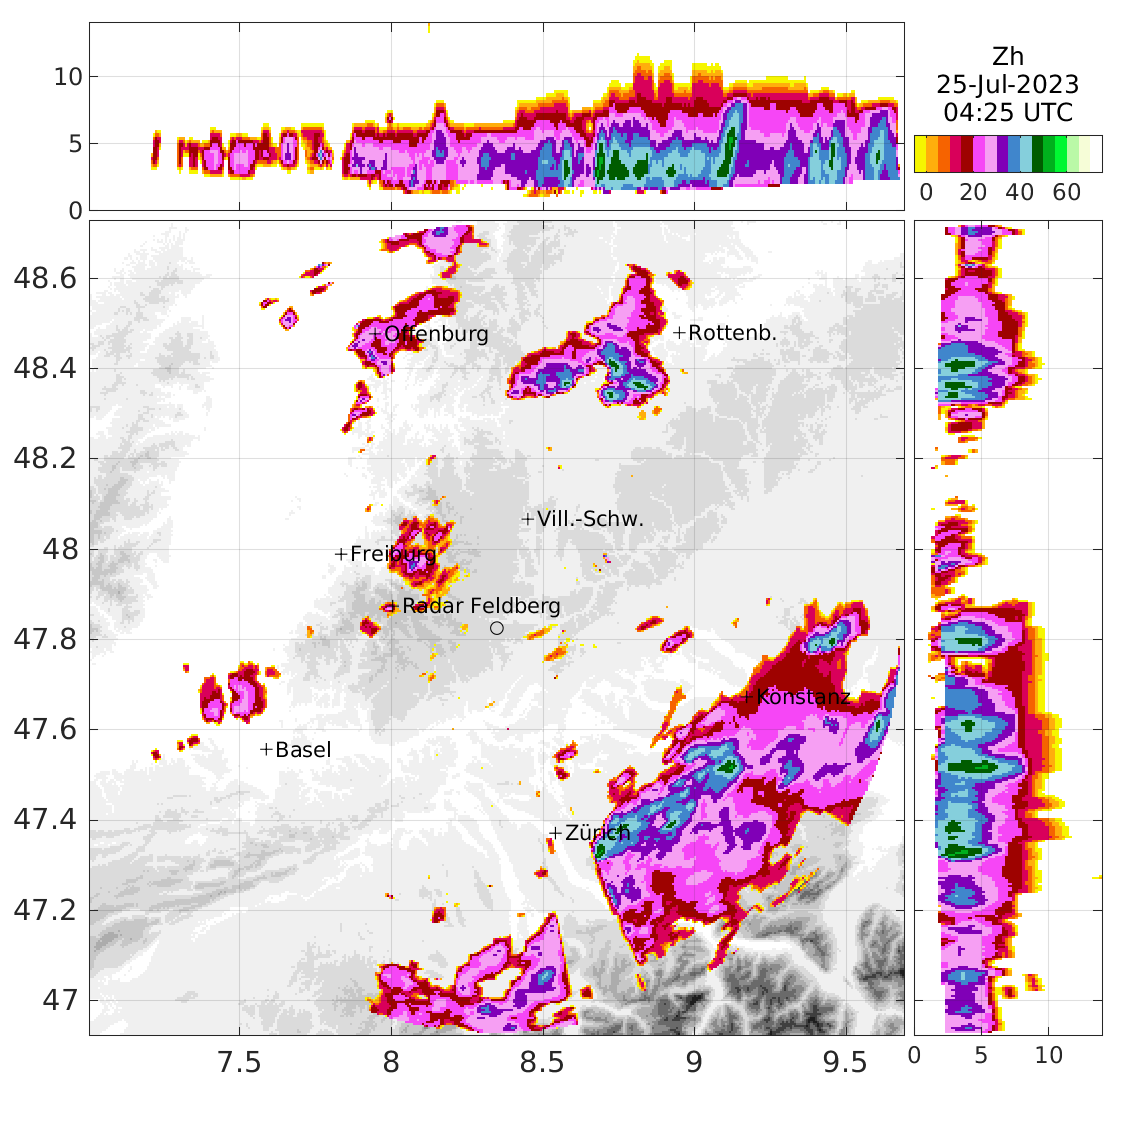 10
5
0
Zh
25-Jul-2023
04:25 UTC
0 20 40 60
48.6
48.4
48.2
48
47.8
47.6
47.4
47.2
47
+Offenburg
+Rottenb.
+Vill.-Schw.
+Freiburg
+Radar Feldberg
+Konstanz
+Basel
+Zürich
7.5 8 8.5 9 9.5
0 5 10